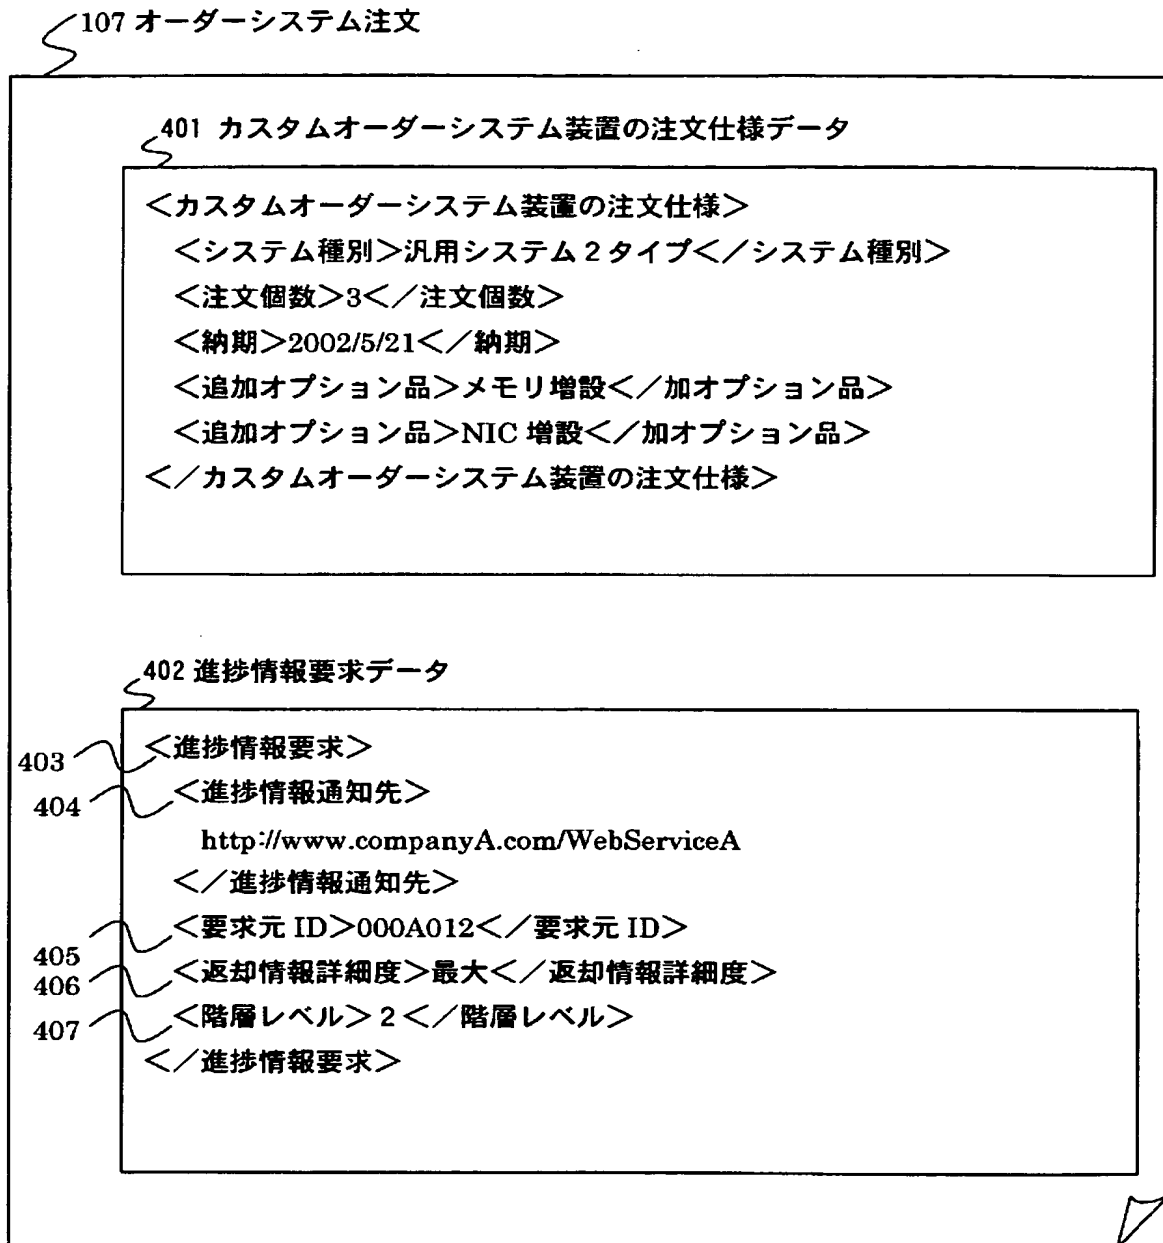 107 オーダーシステム注文
401 カスタムオーダーシステム装置の注文仕様データ
＜カスタムオーダーシステム装置の注文仕様＞
＜システム種別＞汎用システム２タイプ＜／システム種別＞
＜注文個数＞3＜／注文個数＞
＜納期＞2002/5/21＜／納期＞
＜追加オプション品＞メモリ増設＜／加オプション品＞
＜追加オプション品＞NIC 増設＜／加オプション品＞
＜／カスタムオーダーシステム装置の注文仕様＞
402 進捗情報要求データ
403 ＜進捗情報要求＞
404 ＜進捗情報通知先＞
http://www.companyA.com/WebServiceA
＜／進捗情報通知先＞
405 ＜要求元 ID＞000A012＜／要求元 ID＞
406 ＜返却情報詳細度＞最大＜／返却情報詳細度＞
407 ＜階層レベル＞２＜／階層レベル＞
＜／進捗情報要求＞